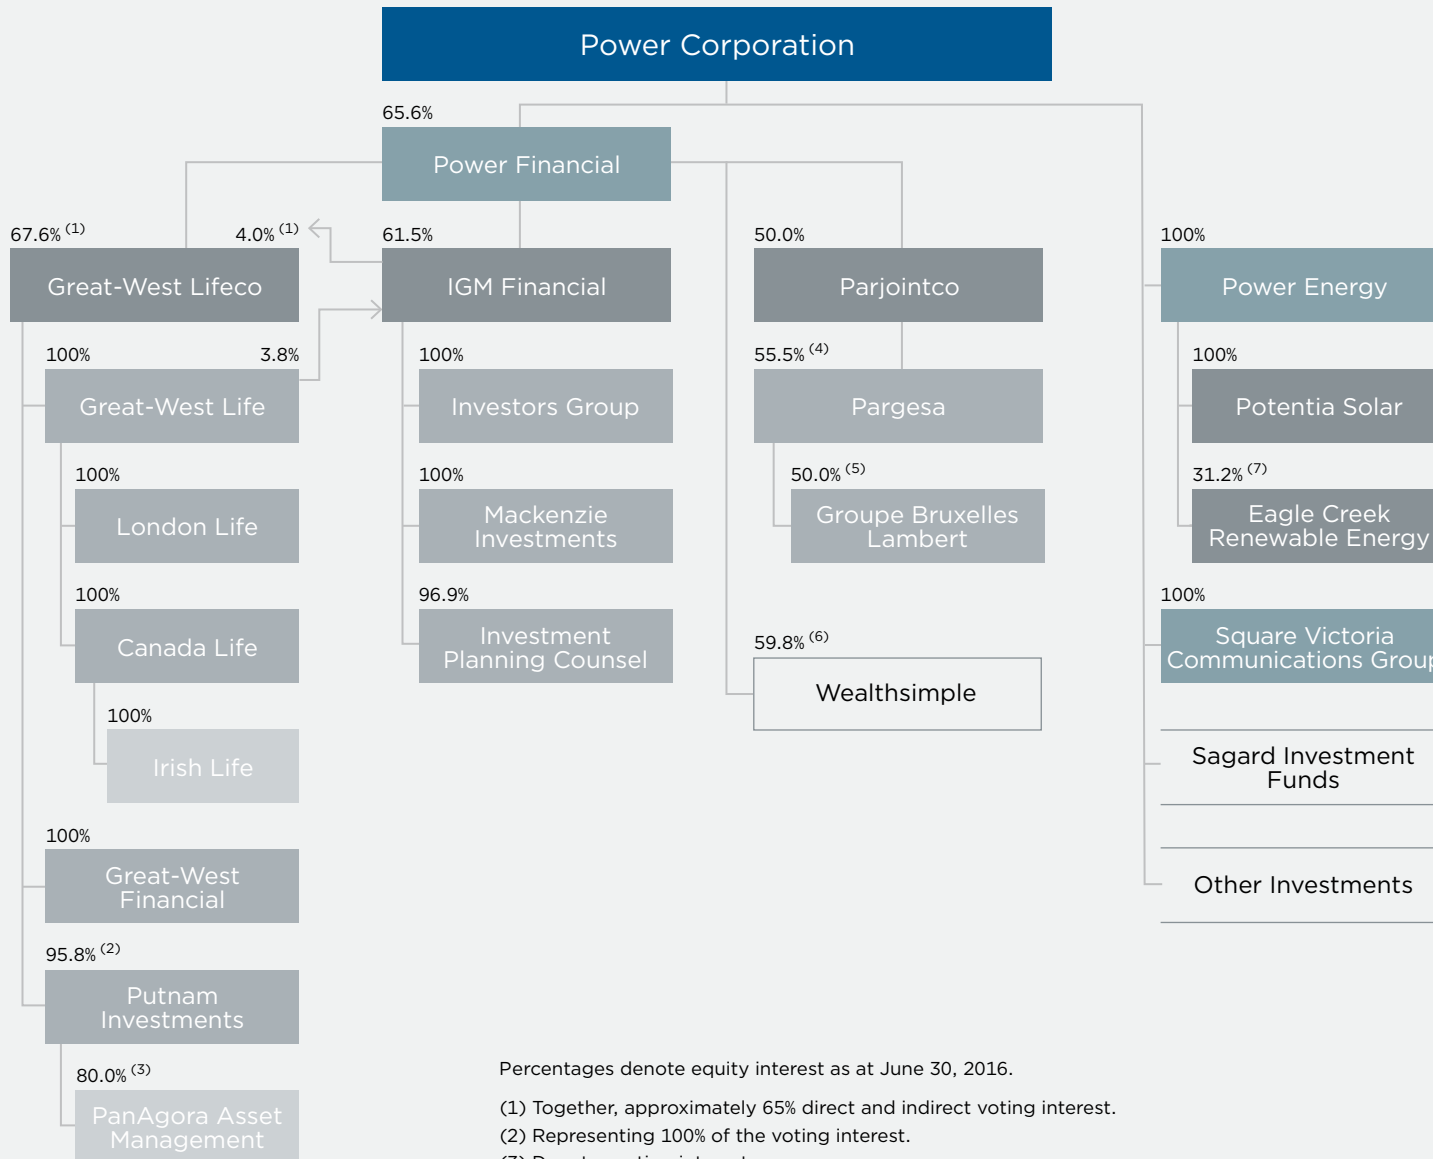 Power Corporation
65.6%
Power Financial
67.6% (1)
4.0% (1)
61.5%
50.0%
100%
Great-West Lifeco
IGM Financial
Parjointco
Power Energy
100%
3.8%
100%
55.5% (4)
100%
Great-West Life
Investors Group
Pargesa
Potentia Solar
100%
100%
50.0% (5)
31.2% (7)
London Life
Mackenzie
Investments
Groupe Bruxelles
Lambert
Eagle Creek
Renewable Energy
100%
96.9%
100%
Canada Life
Investment
Planning Counsel
59.8% (6)
Wealthsimple
Square Victoria
Communications Group
100%
Irish Life
Sagard Investment
Funds
100%
Great-West
Financial
Other Investments
95.8% (2)
Putnam
Investments
80.0% (3)
PanAgora Asset
Management
Percentages denote equity interest as at June 30, 2016.
(1) Together, approximately 65% direct and indirect voting interest.
(2) Representing 100% of the voting interest.